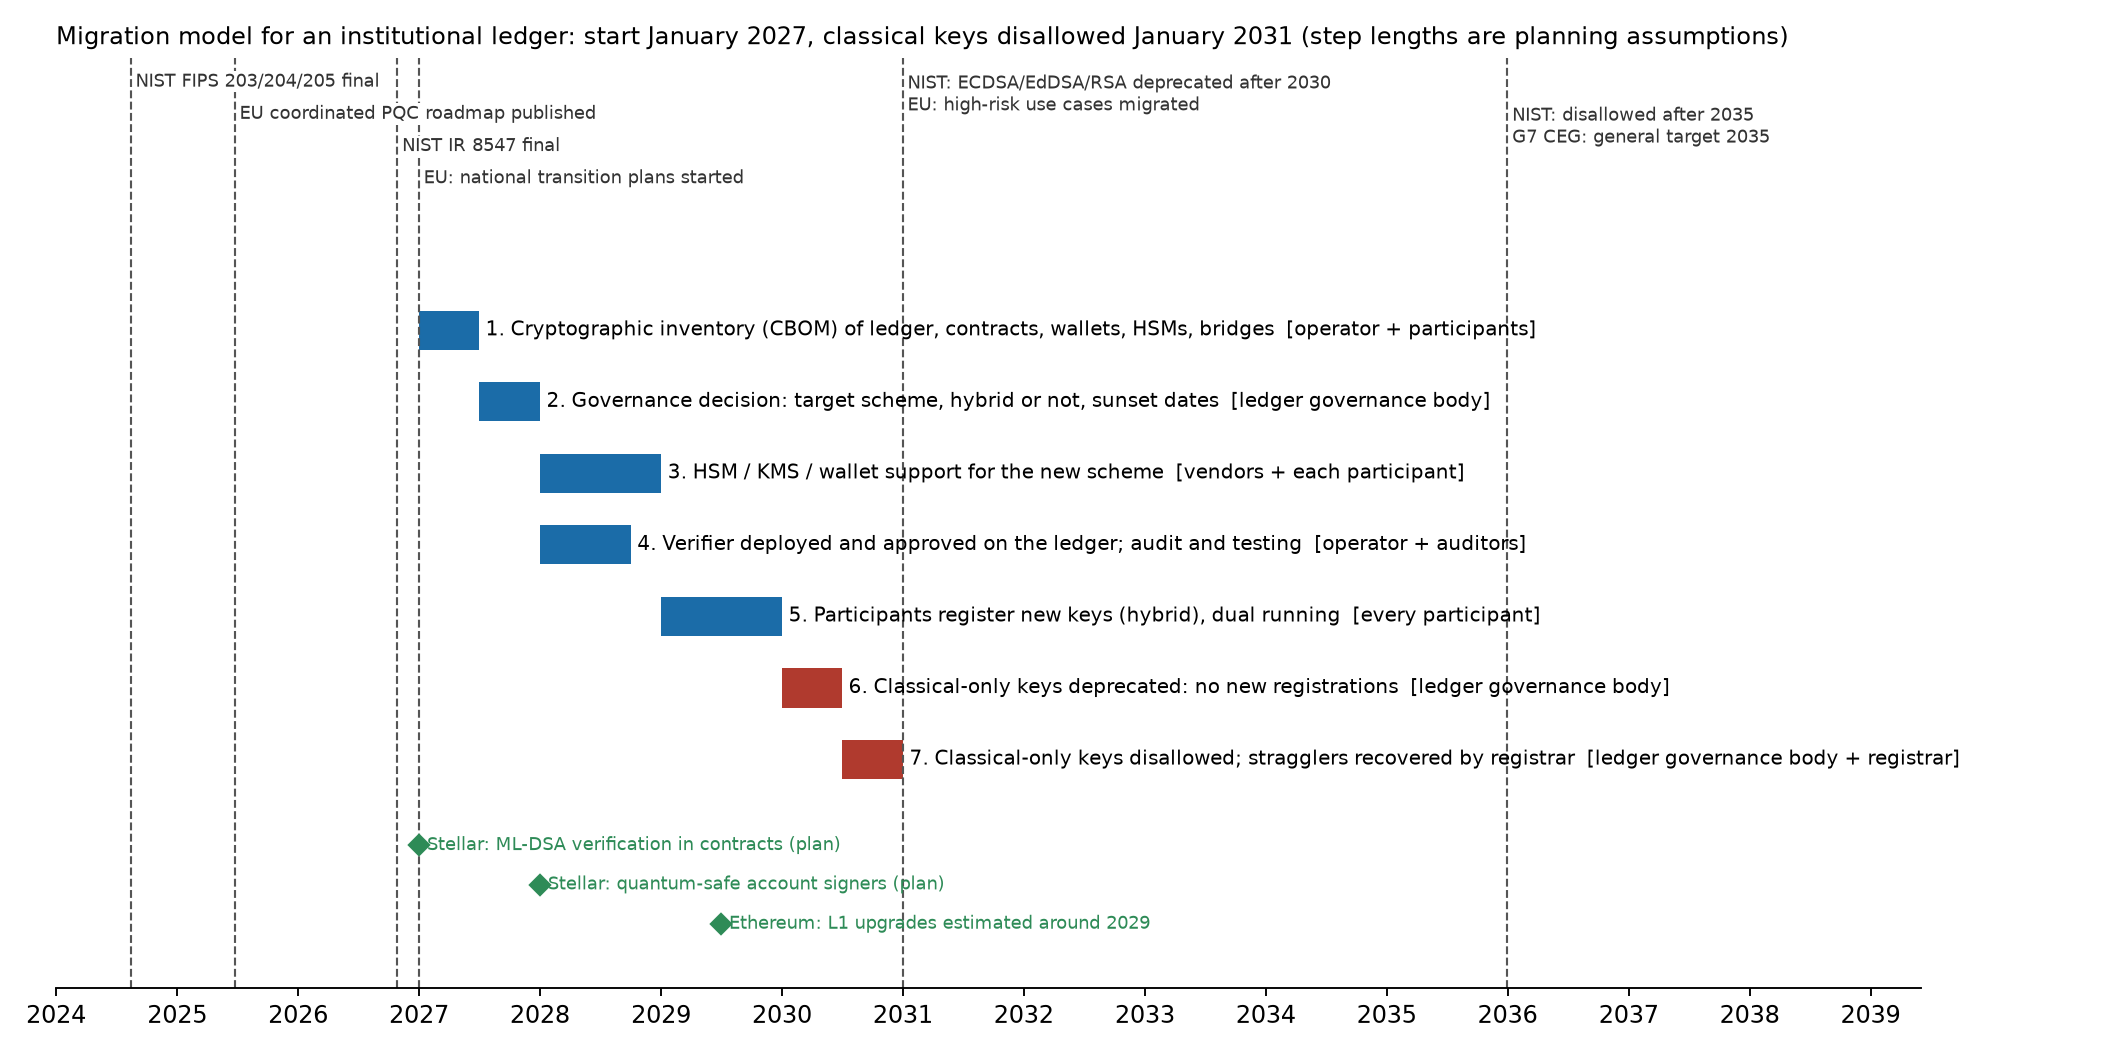 Migration model for an institutional ledger: start January 2027, classical keys disallowed January 2031 (step lengths are planning assumptions)
NIST FIPS 203/204/205 final
EU coordinated PQC roadmap published
NIST IR 8547 final
EU: national transition plans started
NIST: ECDSA/EdDSA/RSA deprecated after 2030
EU: high-risk use cases migrated
NIST: disallowed after 2035
G7 CEG: general target 2035
1. Cryptographic inventory (CBOM) of ledger, contracts, wallets, HSMs, bridges [operator + participants]
2. Governance decision: target scheme, hybrid or not, sunset dates [ledger governance body]
3. HSM / KMS / wallet support for the new scheme [vendors + each participant]
4. Verifier deployed and approved on the ledger; audit and testing [operator + auditors]
5. Participants register new keys (hybrid), dual running [every participant]
6. Classical-only keys deprecated: no new registrations [ledger governance body]
7. Classical-only keys disallowed; stragglers recovered by registrar [ledger governance body + registrar]
Stellar: ML-DSA verification in contracts (plan)
Stellar: quantum-safe account signers (plan)
Ethereum: L1 upgrades estimated around 2029
2024 2025 2026 2027 2028 2029 2030 2031 2032 2033 2034 2035 2036 2037 2038 2039